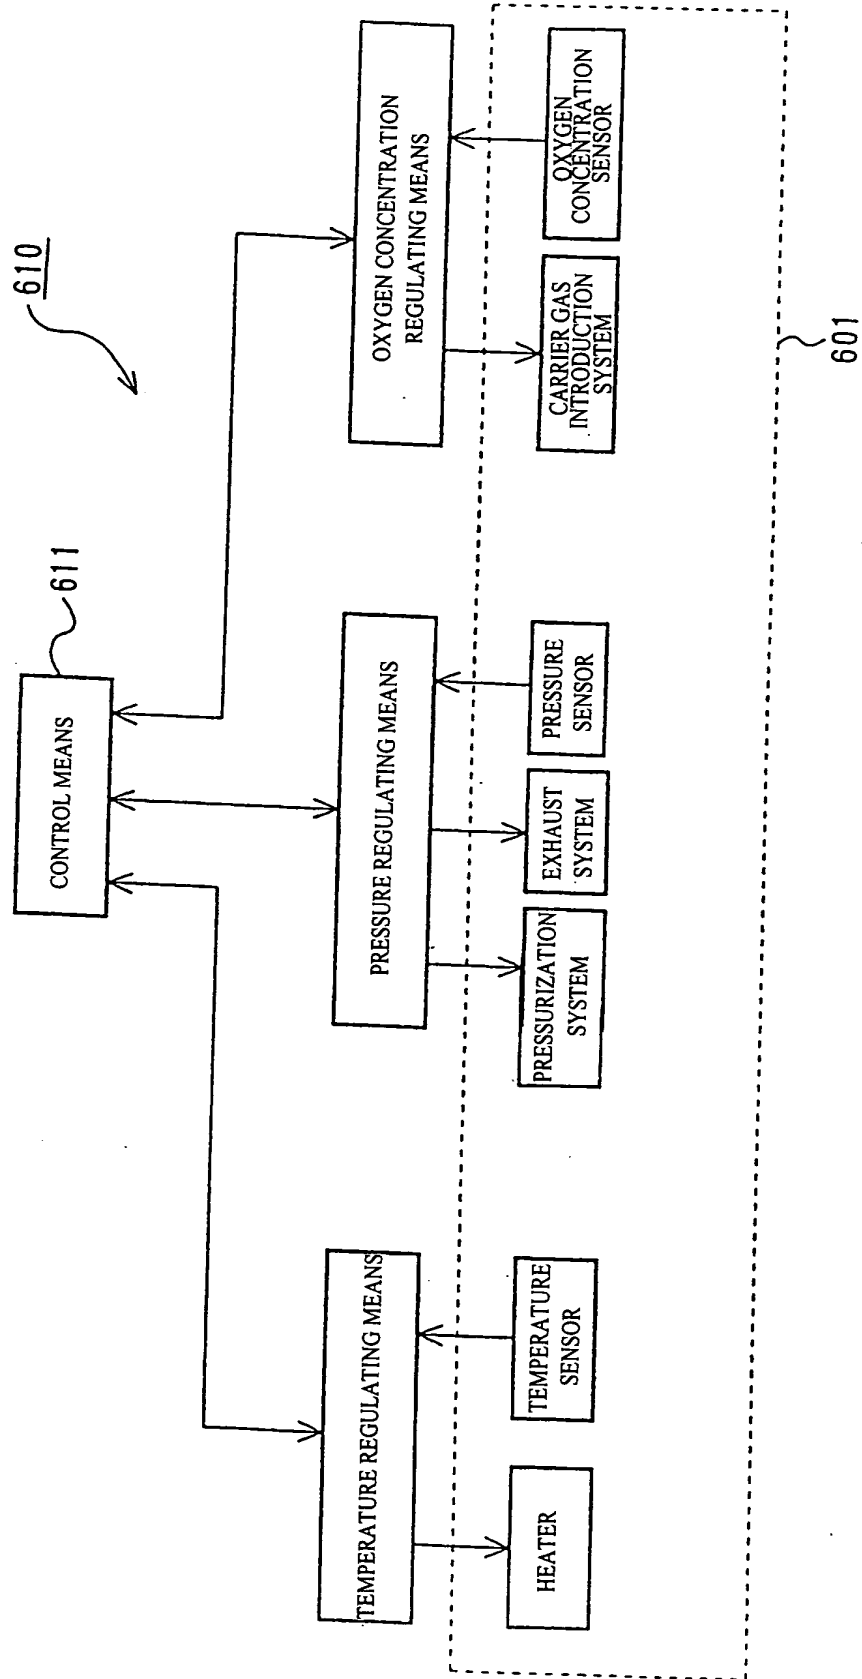 610
CONTROL MEANS
611
TEMPERATURE REGULATING MEANS
PRESSURE REGULATING MEANS
OXYGEN CONCENTRATION
REGULATING MEANS
HEATER
TEMPERATURE
SENSOR
PRESSURIZATION
SYSTEM
EXHAUST
SYSTEM
PRESSURE
SENSOR
CARRIER GAS
INTRODUCTION
SYSTEM
OXYGEN
CONCENTRATION
SENSOR
601